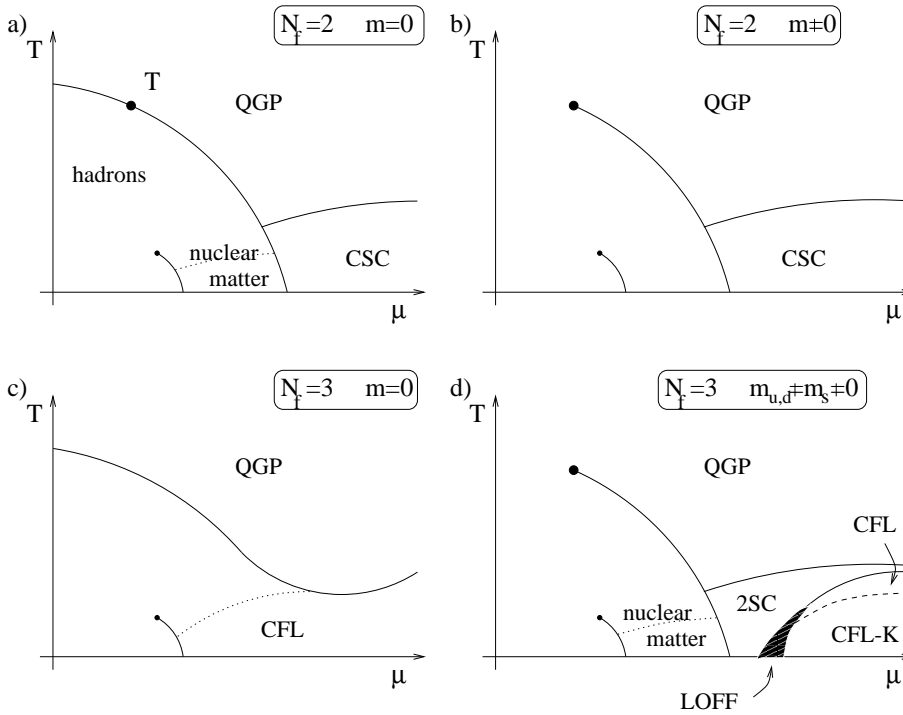 a)
N_f=2 m=0
T
T
QGP
hadrons
nuclear
matter
CSC
μ
b)
N_f=2 m≠0
T
QGP
CSC
μ
c)
N_f=3 m=0
T
QGP
CFL
μ
d)
N_f=3 m_{u,d}≠m_s≠0
T
QGP
CFL
2SC
nuclear
matter
CFL-K
LOFF
μ